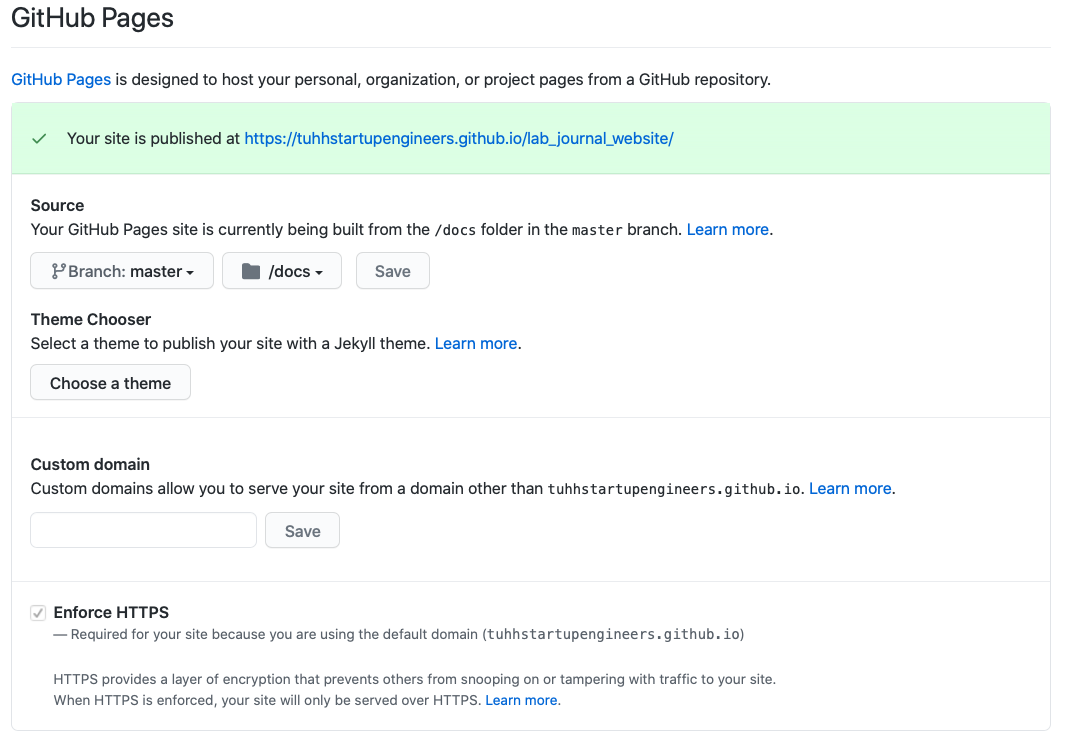 GitHub Pages
GitHub Pages is designed to host your personal, organization, or project pages from a GitHub repository.
Your site is published at https://tuhhstartupengineers.github.io/lab_journal_website/
Source
Your GitHub Pages site is currently being built from the /docs folder in the master branch. Learn more.
Branch: master /docs Save
Theme Chooser
Select a theme to publish your site with a Jekyll theme. Learn more.
Choose a theme
Custom domain
Custom domains allow you to serve your site from a domain other than tuhhstartupengineers.github.io. Learn more.
Save
Enforce HTTPS
— Required for your site because you are using the default domain (tuhhstartupengineers.github.io)
HTTPS provides a layer of encryption that prevents others from snooping on or tampering with traffic to your site.
When HTTPS is enforced, your site will only be served over HTTPS. Learn more.